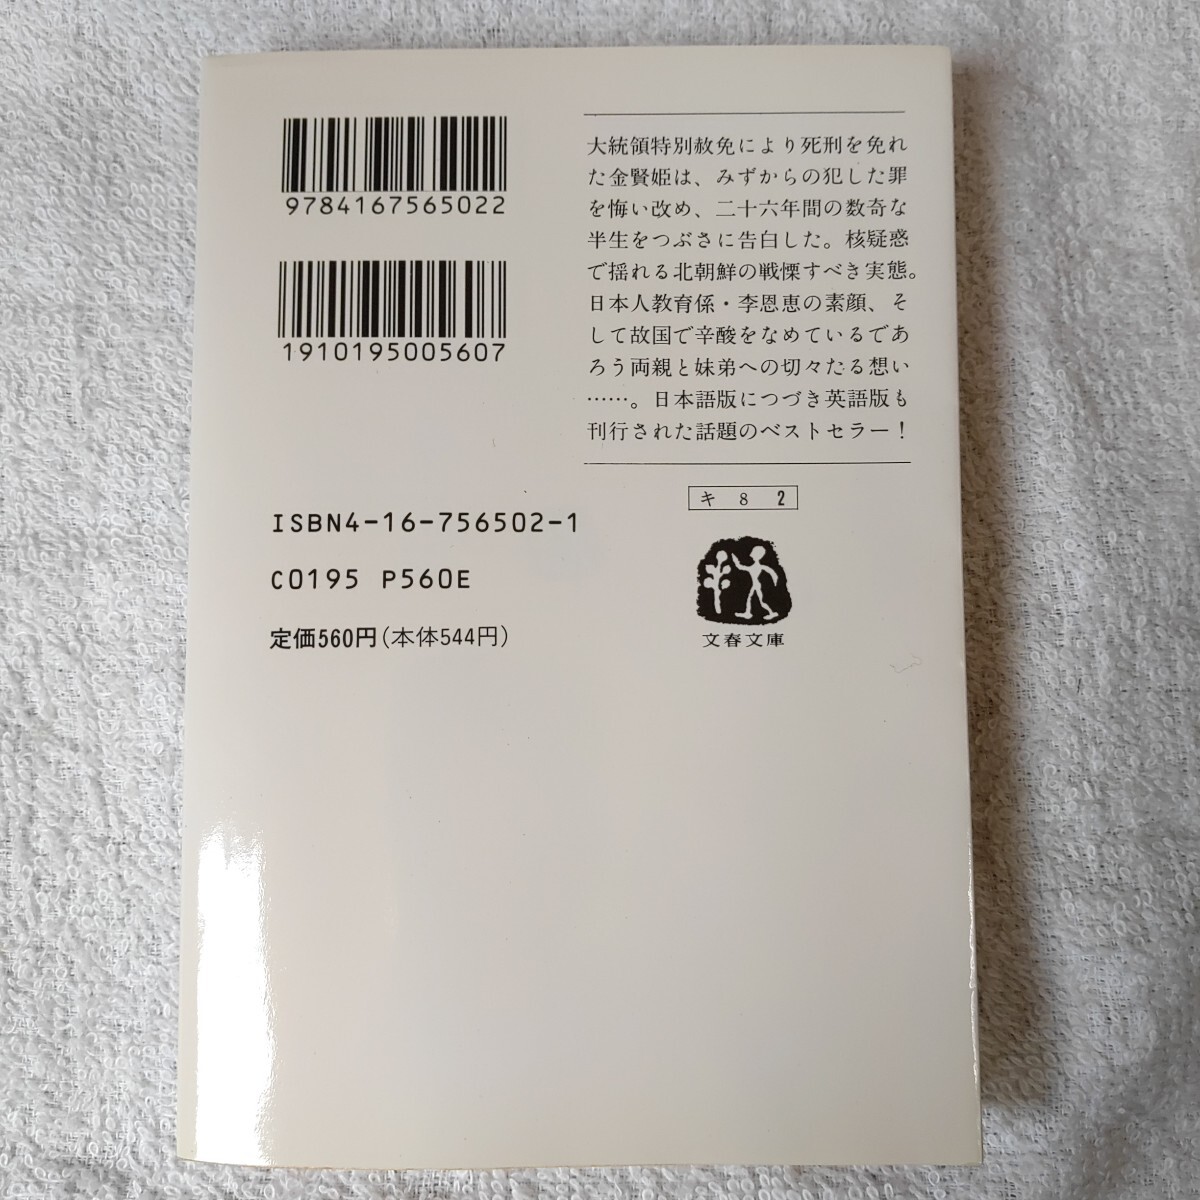 9784167565022
1910195005607
大統領特別赦免により死刑を免れ
た金賢姫は、みずからの犯した罪
を悔い改め、二十六年間の数奇な
半生をつぶさに告白した。核疑惑
で揺れる北朝鮮の戦慄すべき実態。
日本人教育係・李恩恵の素顔、そ
して故国で辛酸をなめているであ
ろう両親と妹弟への切々たる想い
……。日本語版につづき英語版も
刊行された話題のベストセラー！
キ 8 2
文春文庫
ISBN4-16-756502-1
C0195 P560E
定価560円(本体544円)